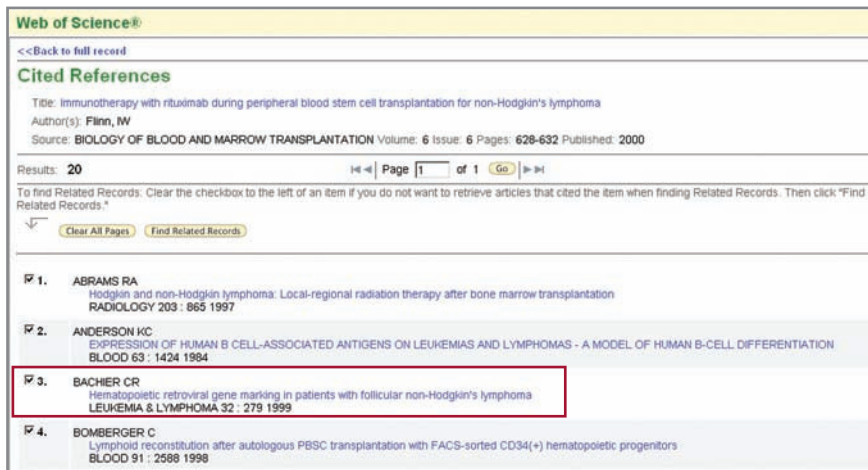 Web of Science®
<<Back to full record
Cited References
Title: Immunotherapy with rituximab during peripheral blood stem cell transplantation for non-Hodgkin's lymphoma
Author(s): Flinn, IW
Source: BIOLOGY OF BLOOD AND MARROW TRANSPLANTATION Volume: 6 Issue: 6 Pages: 628-632 Published: 2000
Results: 20 Page 1 of 1 Go
To find Related Records: Clear the checkbox to the left of an item if you do not want to retrieve articles that cited the item when finding Related Records. Then click "Find
Related Records."
Clear All Pages Find Related Records
1. ABRAMS RA
Hodgkin and non-Hodgkin lymphoma: Local-regional radiation therapy after bone marrow transplantation
RADIOLOGY 203 : 865 1997
2. ANDERSON KC
EXPRESSION OF HUMAN B CELL-ASSOCIATED ANTIGENS ON LEUKEMIAS AND LYMPHOMAS - A MODEL OF HUMAN B-CELL DIFFERENTIATION
BLOOD 63 : 1424 1984
3. BACHIER CR
Hematopoietic retroviral gene marking in patients with follicular non-Hodgkin's lymphoma
LEUKEMIA & LYMPHOMA 32 : 279 1999
4. BOMBERGER C
Lymphoid reconstitution after autologous PBSC transplantation with FACS-sorted CD34(+) hematopoietic progenitors
BLOOD 91 : 2588 1998